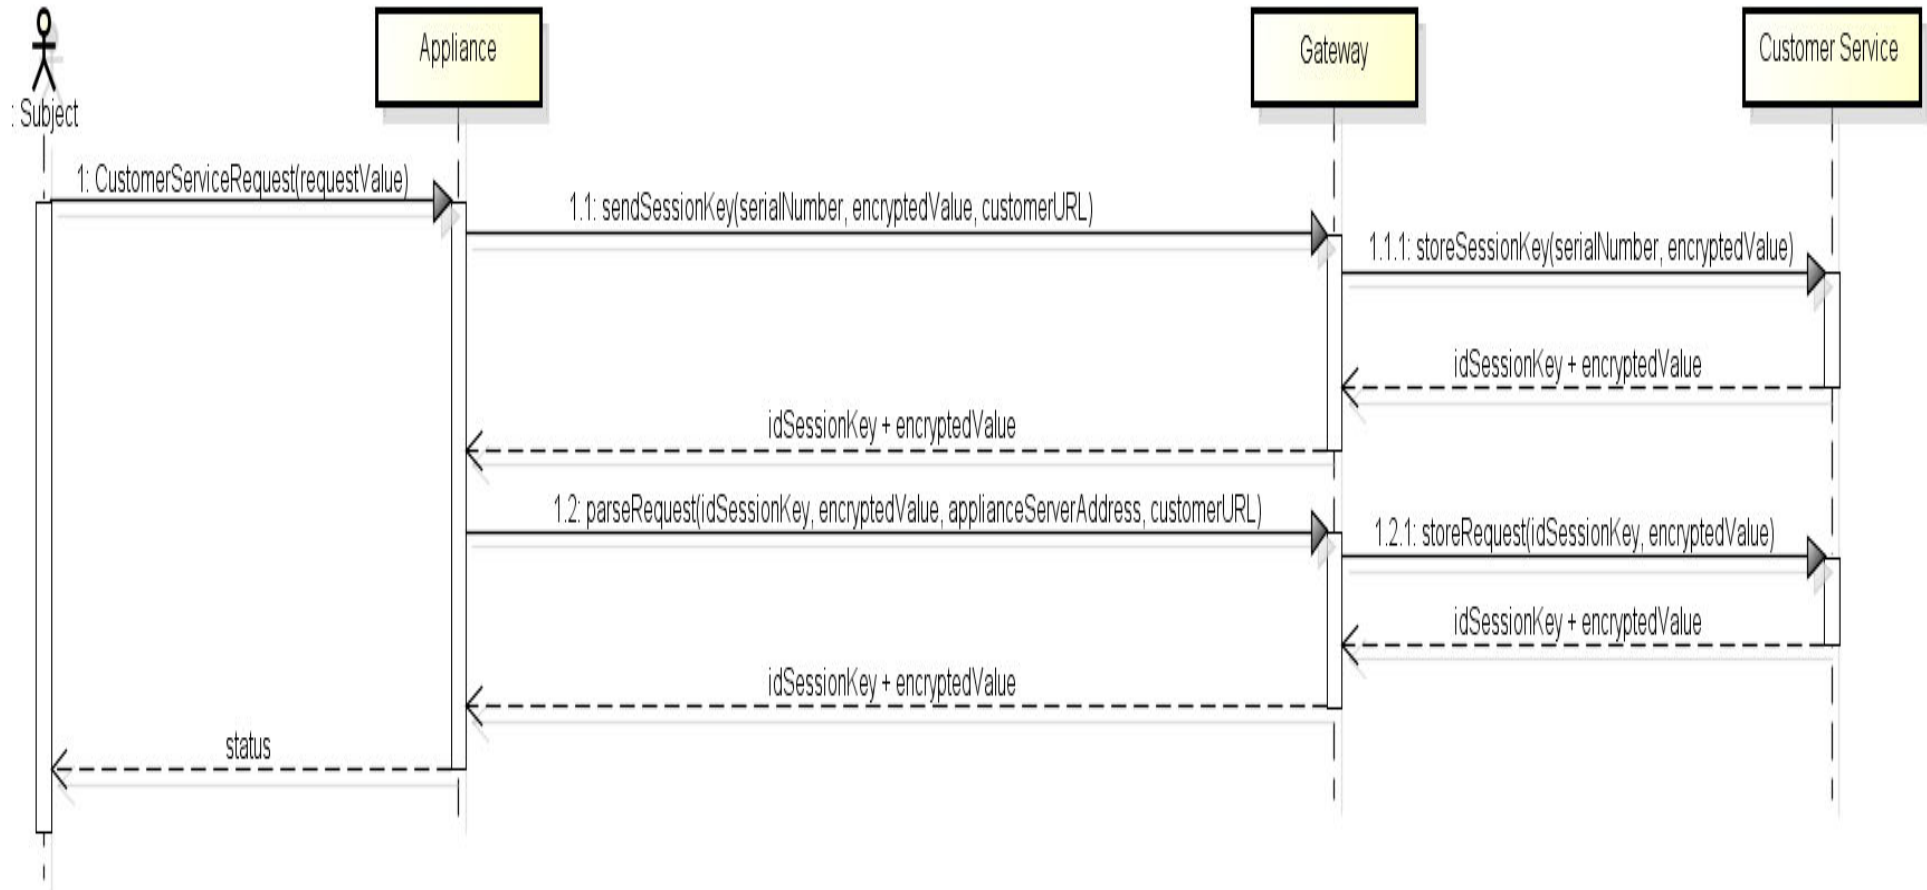 Appliance
Gateway
Customer Service
: Subject
1: CustomerServiceRequest(requestValue)
1.1: sendSessionKey(serialNumber, encryptedValue, customerURL)
1.1.1: storeSessionKey(serialNumber, encryptedValue)
idSessionKey + encryptedValue
idSessionKey + encryptedValue
1.2: parseRequest(idSessionKey, encryptedValue, applianceServerAddress, customerURL)
1.2.1: storeRequest(idSessionKey, encryptedValue)
idSessionKey + encryptedValue
idSessionKey + encryptedValue
status